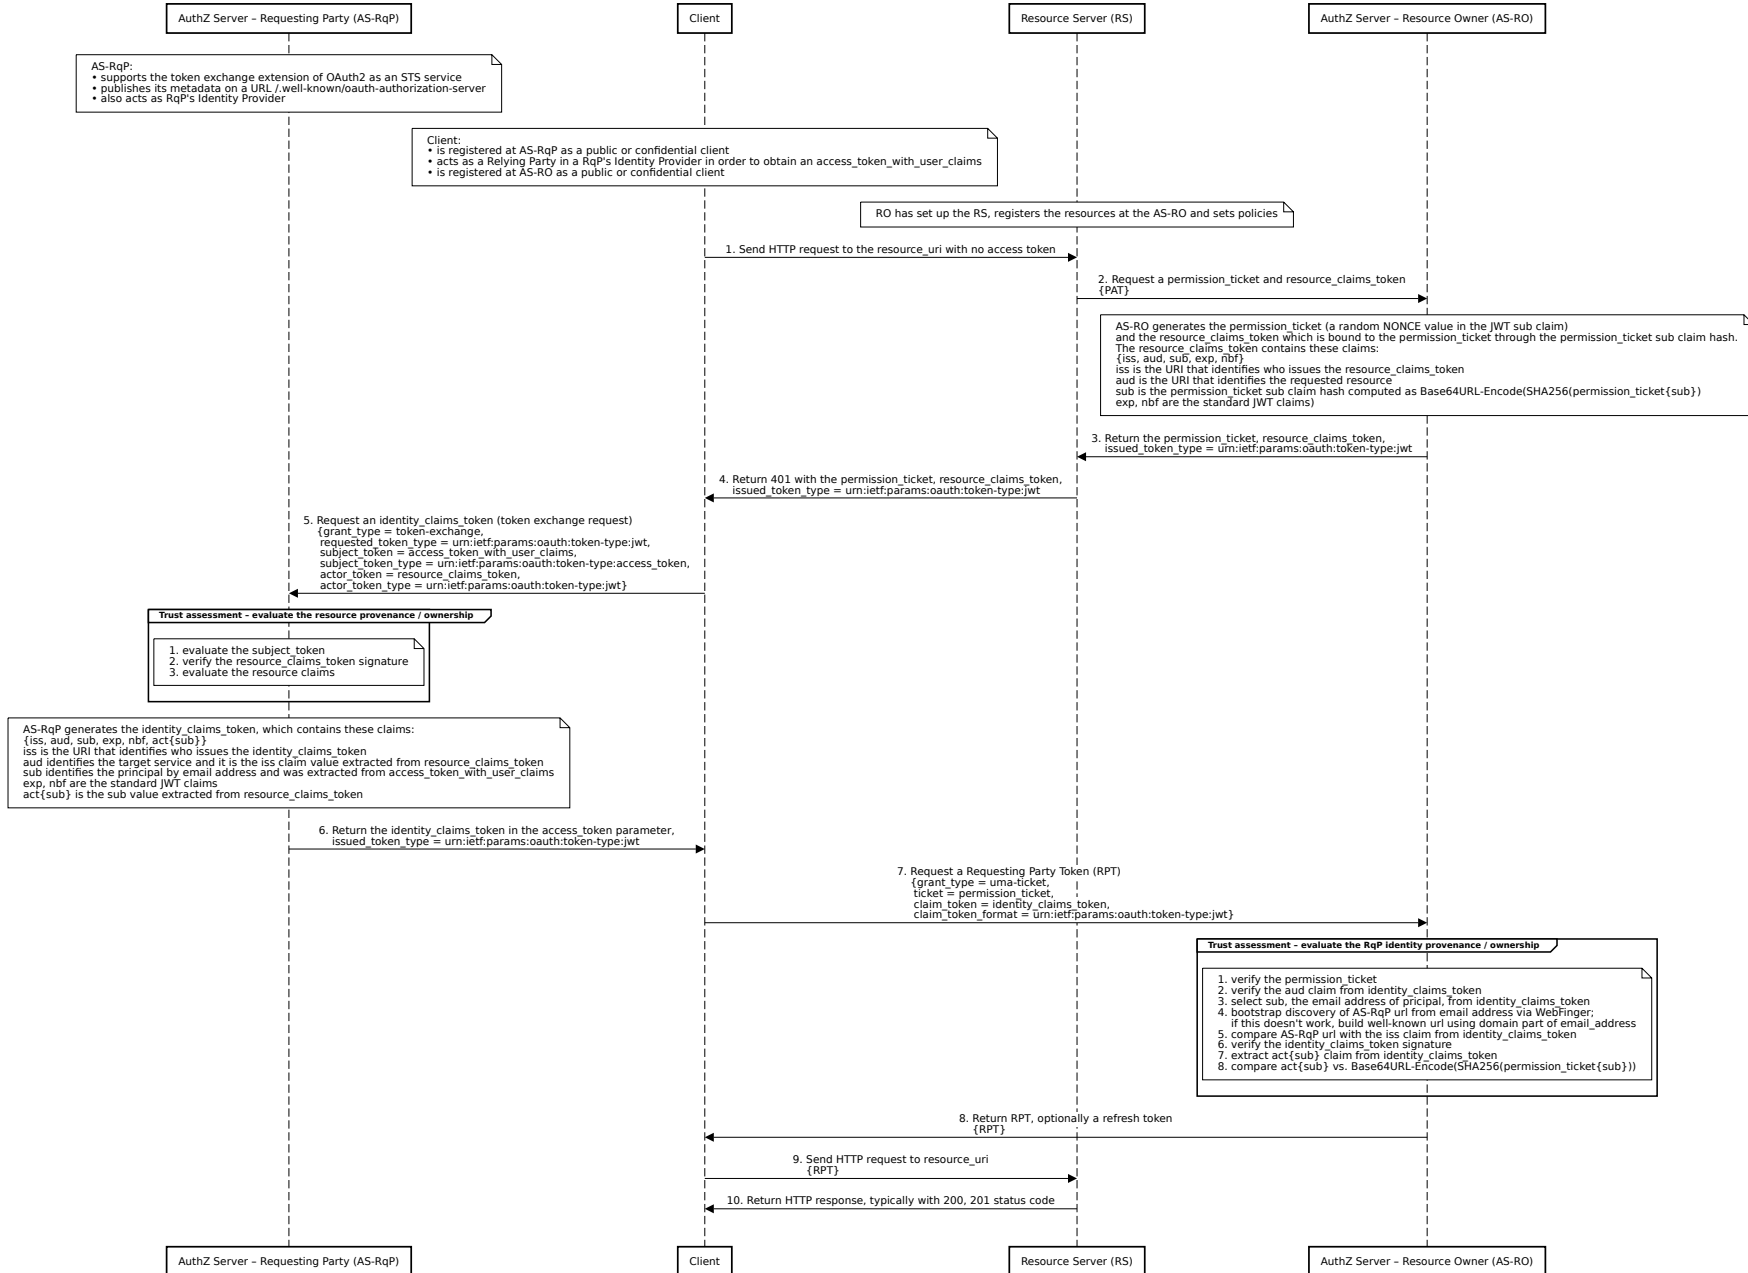 AuthZ Server – Requesting Party (AS-RqP)
Client
Resource Server (RS)
AuthZ Server – Resource Owner (AS-RO)
AS-RqP:
• supports the token exchange extension of OAuth2 as an STS service
• publishes its metadata on a URL /.well-known/oauth-authorization-server
• also acts as RqP's Identity Provider
Client:
• is registered at AS-RqP as a public or confidential client
• acts as a Relying Party in a RqP's Identity Provider in order to obtain an access_token_with_user_claims
• is registered at AS-RO as a public or confidential client
RO has set up the RS, registers the resources at the AS-RO and sets policies
1. Send HTTP request to the resource_uri with no access token
2. Request a permission_ticket and resource_claims_token
{PAT}
AS-RO generates the permission_ticket (a random NONCE value in the JWT sub claim)
and the resource_claims_token which is bound to the permission_ticket through the permission_ticket sub claim hash.
The resource_claims_token contains these claims:
{iss, aud, sub, exp, nbf}
iss is the URI that identifies who issues the resource_claims_token
aud is the URI that identifies the requested resource
sub is the permission_ticket sub claim hash computed as Base64URL-Encode(SHA256(permission_ticket{sub})
exp, nbf are the standard JWT claims)
3. Return the permission_ticket, resource_claims_token,
issued_token_type = urn:ietf:params:oauth:token-type:jwt
4. Return 401 with the permission_ticket, resource_claims_token,
issued_token_type = urn:ietf:params:oauth:token-type:jwt
5. Request an identity_claims_token (token exchange request)
{grant_type = token-exchange,
requested_token_type = urn:ietf:params:oauth:token-type:jwt,
subject_token = access_token_with_user_claims,
subject_token_type = urn:ietf:params:oauth:token-type:access_token,
actor_token = resource_claims_token,
actor_token_type = urn:ietf:params:oauth:token-type:jwt}
Trust assessment – evaluate the resource provenance / ownership
1. evaluate the subject_token
2. verify the resource_claims_token signature
3. evaluate the resource claims
AS-RqP generates the identity_claims_token, which contains these claims:
{iss, aud, sub, exp, nbf, act{sub}}
iss is the URI that identifies who issues the identity_claims_token
aud identifies the target service and it is the iss claim value extracted from resource_claims_token
sub identifies the principal by email address and was extracted from access_token_with_user_claims
exp, nbf are the standard JWT claims
act{sub} is the sub value extracted from resource_claims_token
6. Return the identity_claims_token in the access_token parameter,
issued_token_type = urn:ietf:params:oauth:token-type:jwt
7. Request a Requesting Party Token (RPT)
{grant_type = uma-ticket,
ticket = permission_ticket,
claim_token = identity_claims_token,
claim_token_format = urn:ietf:params:oauth:token-type:jwt}
Trust assessment – evaluate the RqP identity provenance / ownership
1. verify the permission_ticket
2. verify the aud claim from identity_claims_token
3. select sub, the email address of pricipal, from identity_claims_token
4. bootstrap discovery of AS-RqP url from email address via WebFinger;
if this doesn't work, build well-known url using domain part of email_address
5. compare AS-RqP url with the iss claim from identity_claims_token
6. verify the identity_claims_token signature
7. extract act{sub} claim from identity_claims_token
8. compare act{sub} vs. Base64URL-Encode(SHA256(permission_ticket{sub}))
8. Return RPT, optionally a refresh token
{RPT}
9. Send HTTP request to resource_uri
{RPT}
10. Return HTTP response, typically with 200, 201 status code
AuthZ Server – Requesting Party (AS-RqP)
Client
Resource Server (RS)
AuthZ Server – Resource Owner (AS-RO)